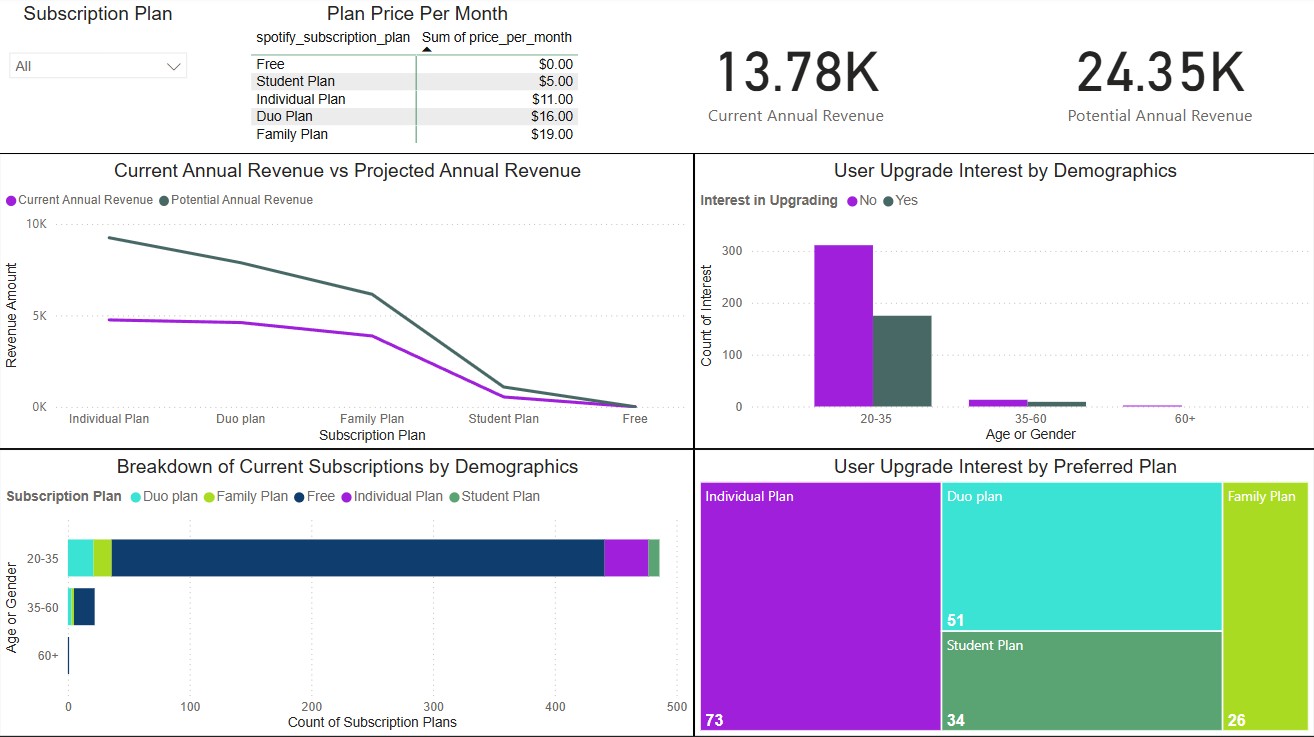 Subscription Plan
All
Plan Price Per Month
spotify_subscription_plan Sum of price_per_month
Free $0.00
Student Plan $5.00
Individual Plan $11.00
Duo Plan $16.00
Family Plan $19.00
13.78K
Current Annual Revenue
24.35K
Potential Annual Revenue
Current Annual Revenue vs Projected Annual Revenue
Current Annual Revenue Potential Annual Revenue
Revenue Amount
10K
5K
0K
Individual Plan Duo plan Family Plan Student Plan Free
Subscription Plan
User Upgrade Interest by Demographics
Interest in Upgrading No Yes
Count of Interest
300
200
100
0
20-35 35-60 60+
Age or Gender
Breakdown of Current Subscriptions by Demographics
Subscription Plan Duo plan Family Plan Free Individual Plan Student Plan
Age or Gender
20-35
35-60
60+
0 100 200 300 400 500
Count of Subscription Plans
User Upgrade Interest by Preferred Plan
Individual Plan
73
Duo plan
51
Student Plan
34
Family Plan
26